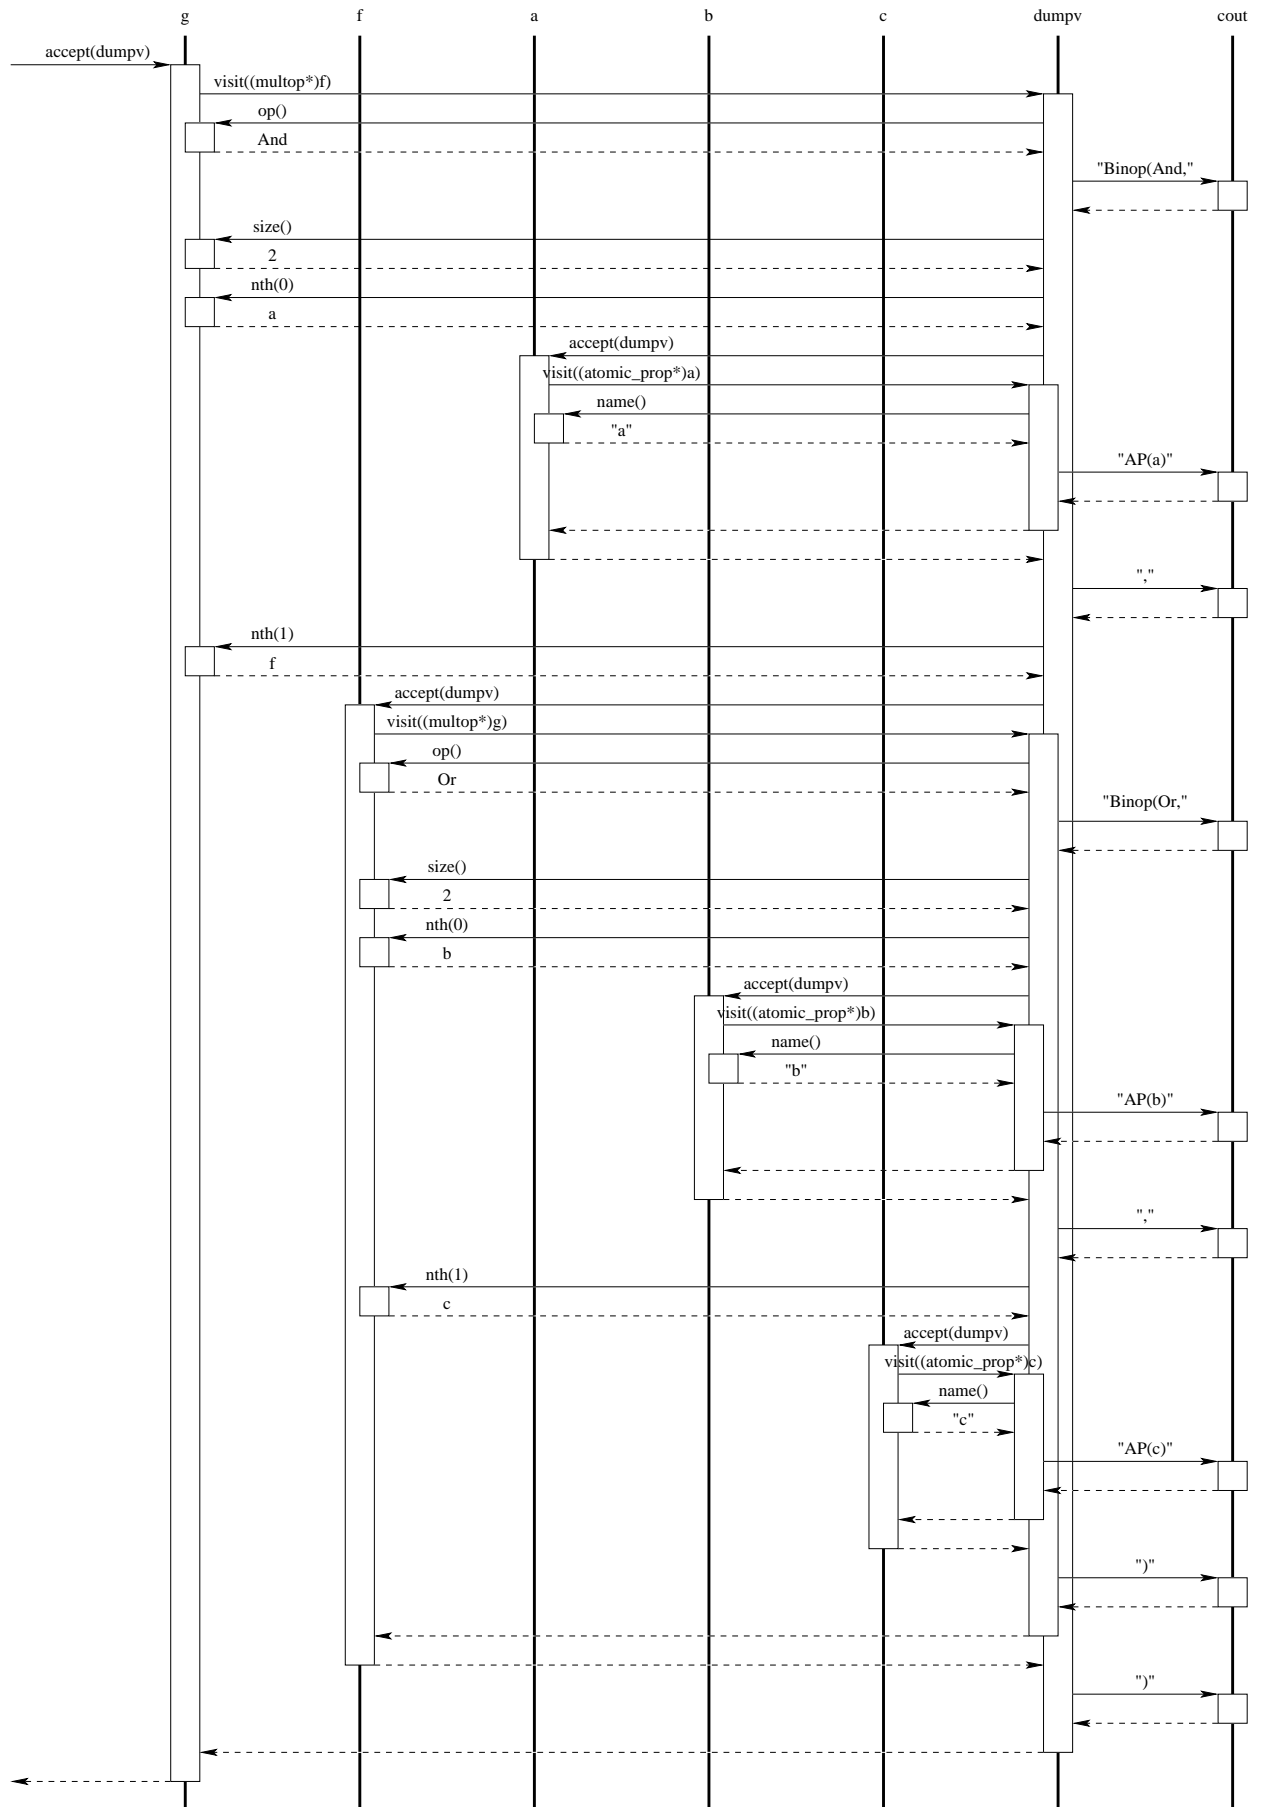 g f a b c dumpv cout
accept(dumpv)
visit((multop*)f)
op()
And
"Binop(And,"
size()
2
nth(0)
a
accept(dumpv)
visit((atomic_prop*)a)
name()
"a"
"AP(a)"
","
nth(1)
f
accept(dumpv)
visit((multop*)g)
op()
Or
"Binop(Or,"
size()
2
nth(0)
b
accept(dumpv)
visit((atomic_prop*)b)
name()
"b"
"AP(b)"
","
nth(1)
c
accept(dumpv)
visit((atomic_prop*)c)
name()
"c"
"AP(c)"
")"
")"